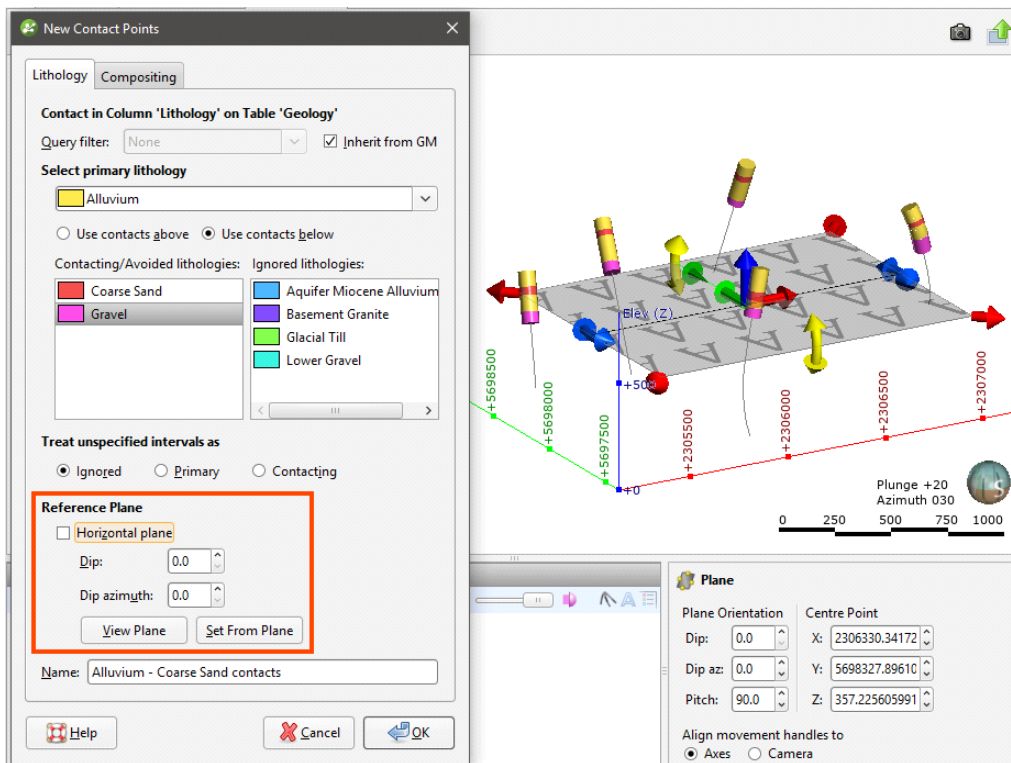 New Contact Points
Lithology Compositing
Contact in Column 'Lithology' on Table 'Geology'
Query filter: None Inherit from GM
Select primary lithology
Alluvium
Use contacts above Use contacts below
Contacting/Avoided lithologies: Ignored lithologies:
Coarse Sand Aquifer Miocene Alluvium
Gravel Basement Granite
Glacial Till
Lower Gravel
Treat unspecified intervals as
Ignored Primary Contacting
Reference Plane
Horizontal plane
Dip: 0.0
Dip azimuth: 0.0
View Plane Set From Plane
Name: Alluvium - Coarse Sand contacts
Help Cancel OK
A A A A A A A A
Elev (Z)
+500
+0
+5698500
+5698000
+5697500
+2305500
+2306000
+2306500
+2307000
Plunge +20
Azimuth 030
S
0 250 500 750 1000
Plane
Plane Orientation Centre Point
Dip: 0.0 X: 2306330.34172
Dip az: 0.0 Y: 5698327.89610
Pitch: 90.0 Z: 357.225605991
Align movement handles to
Axes Camera